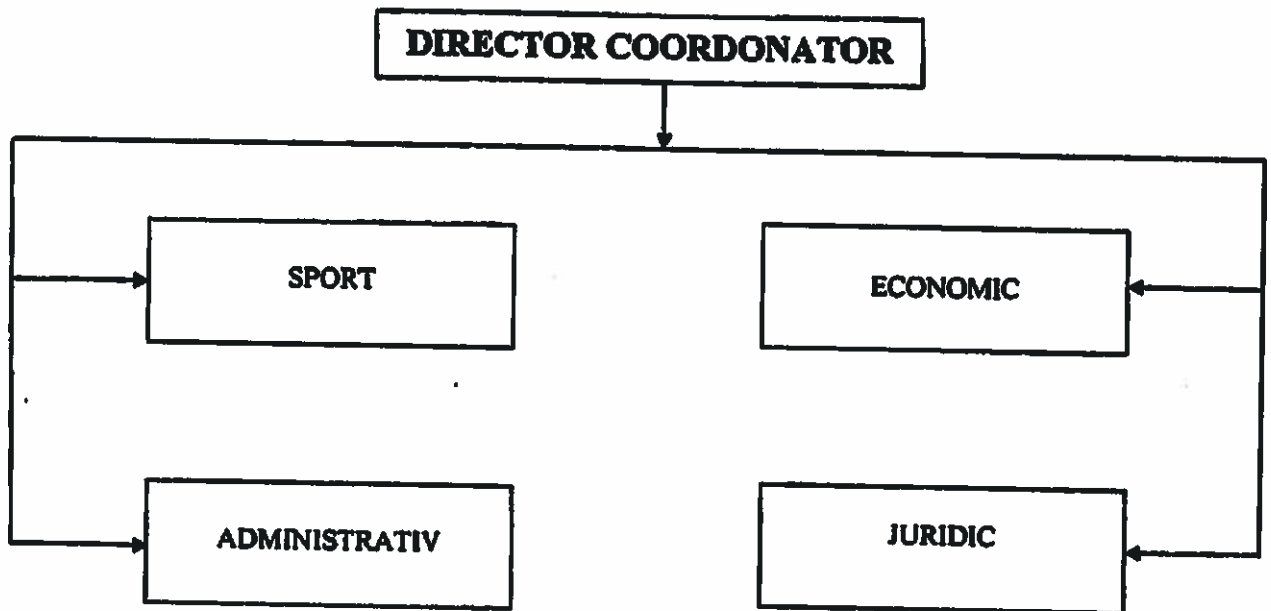 DIRECTOR COORDONATOR
SPORT
ECONOMIC
ADMINISTRATIV
JURIDIC